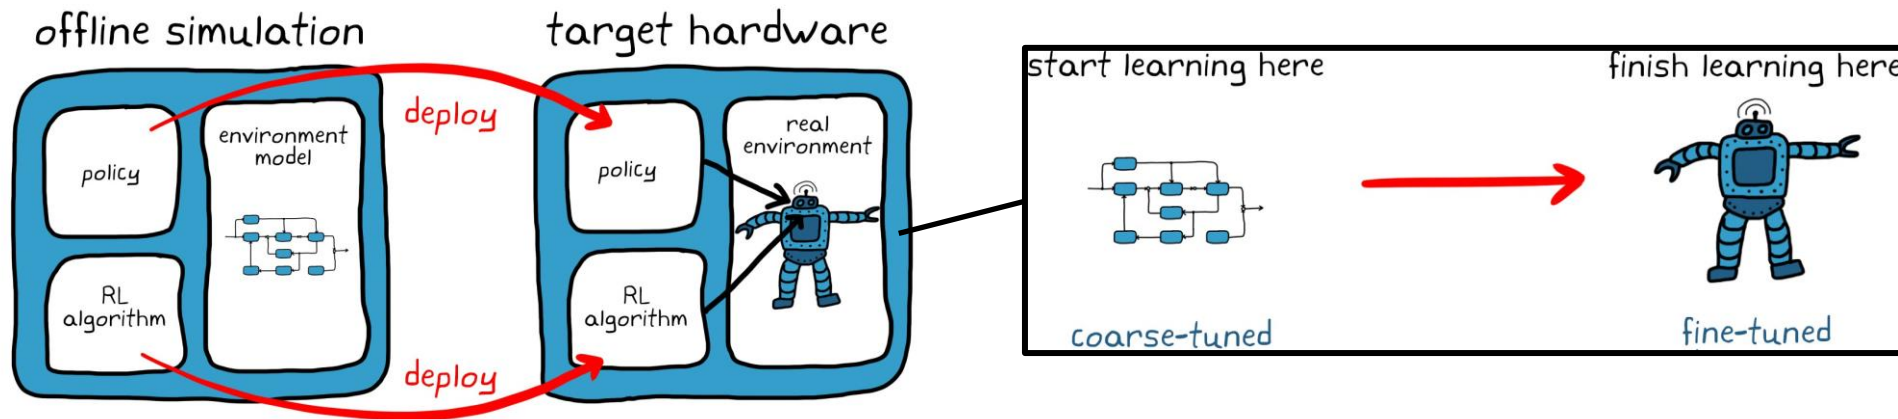 offline simulation
policy
environment
model
RL
algorithm
deploy
deploy
target hardware
policy
real
environment
RL
algorithm
start learning here
finish learning here
coarse-tuned
fine-tuned